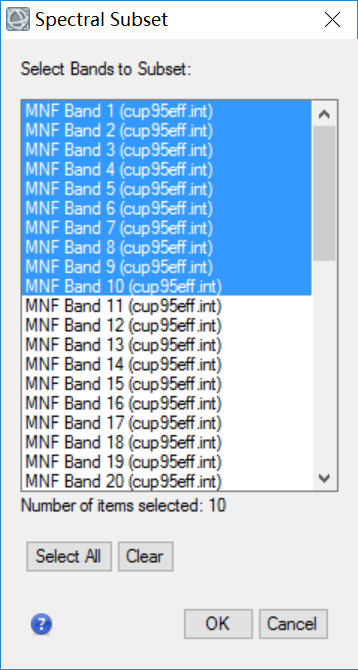 Spectral Subset
Select Bands to Subset:
MNF Band 1 (cup95eff.int)
MNF Band 2 (cup95eff.int)
MNF Band 3 (cup95eff.int)
MNF Band 4 (cup95eff.int)
MNF Band 5 (cup95eff.int)
MNF Band 6 (cup95eff.int)
MNF Band 7 (cup95eff.int)
MNF Band 8 (cup95eff.int)
MNF Band 9 (cup95eff.int)
MNF Band 10 (cup95eff.int)
MNF Band 11 (cup95eff.int)
MNF Band 12 (cup95eff.int)
MNF Band 13 (cup95eff.int)
MNF Band 14 (cup95eff.int)
MNF Band 15 (cup95eff.int)
MNF Band 16 (cup95eff.int)
MNF Band 17 (cup95eff.int)
MNF Band 18 (cup95eff.int)
MNF Band 19 (cup95eff.int)
MNF Band 20 (cup95eff.int)
Number of items selected: 10
Select All Clear
? OK Cancel